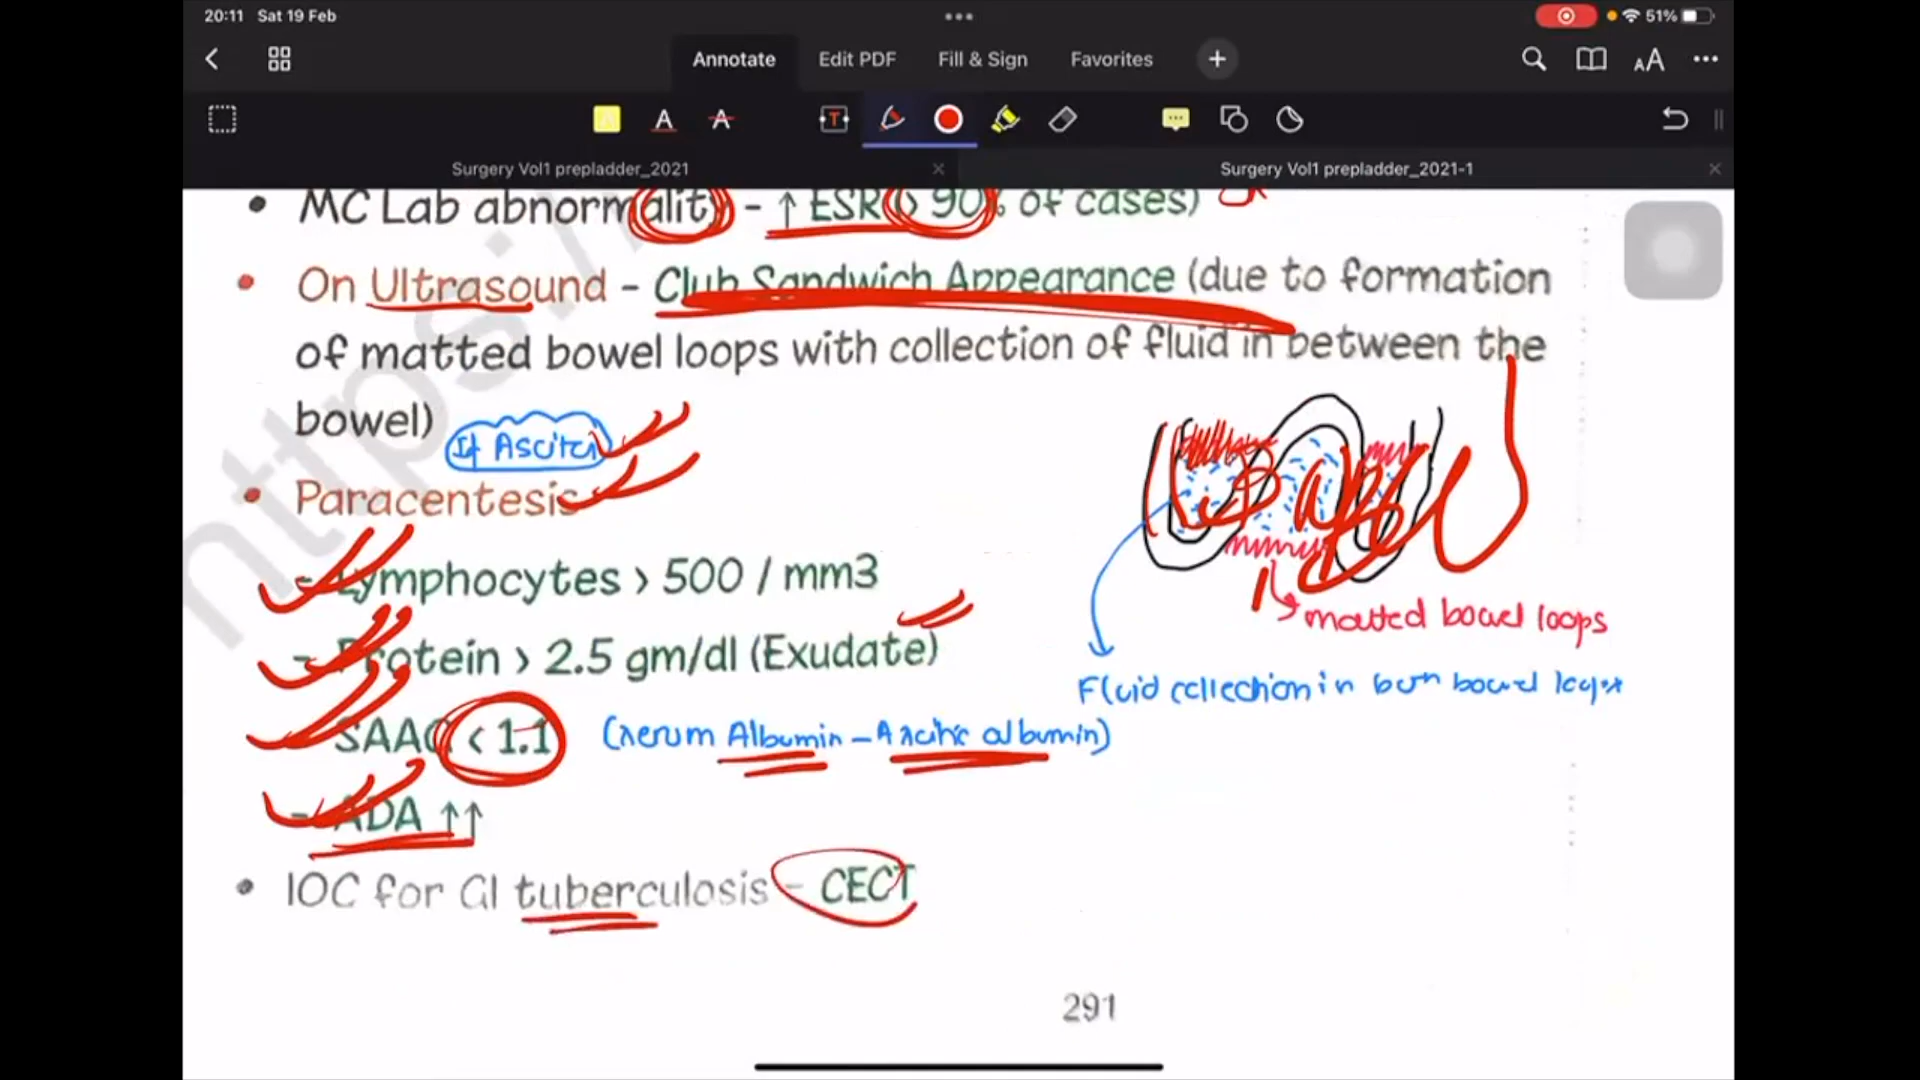 20:11 Sat 19 Feb
51%
Annotate Edit PDF Fill & Sign Favorites
Surgery Vol1 prepladder_2021
Surgery Vol1 prepladder_2021-1
• MC Lab abnormality - ↑ ESR (> 90% of cases)
• On Ultrasound - Club Sandwich Appearance (due to formation
of matted bowel loops with collection of fluid in between the
bowel)
If
• Paracentesis
- Lymphocytes > 500 / mm3
- Protein > 2.5 gm/dl (Exudate)
matted bowel loops
Fluid collection in bowel
- SAAG < 1.1 (serum Albumin - albumin)
- ADA ↑↑
• IOC for GI tuberculosis - CECT
291
https:/